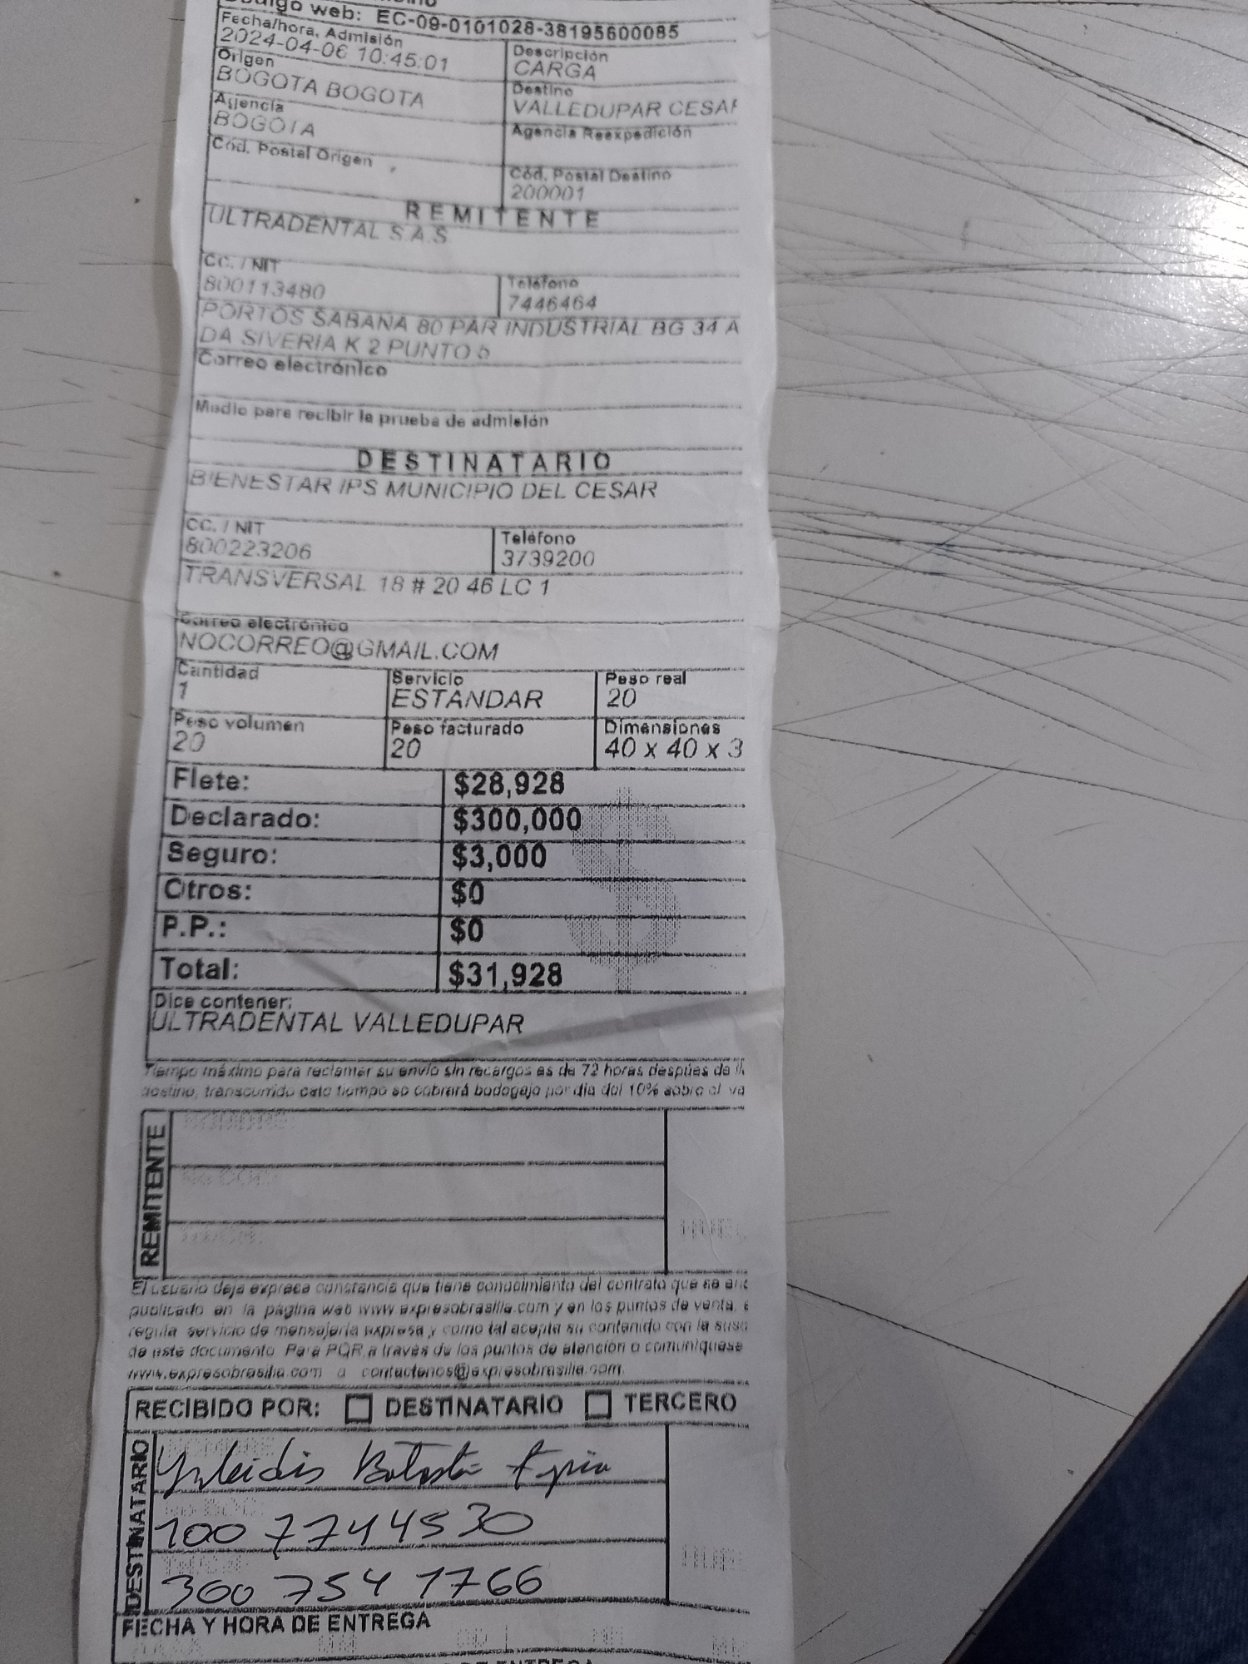 web: EC-09-0101028-38195600085
Fecha/hora, Admisión
2024-04-06 10:45:01
Descripción
CARGA
Origen
BOGOTA BOGOTA
Destino
VALLEDUPAR CESAR
Agencia
BOGOTA
Agencia Reexpedición
Cód. Postal Origen
Cód. Postal Destino
200001
REMITENTE
ULTRADENTAL S.A.S
CC. / NIT
800113480
Teléfono
7446464
PORTOS SABANA 80 PAR INDUSTRIAL BG 34 A
DA SIVERIA K 2 PUNTO 5
Correo electrónico
Medio para recibir la prueba de admisión
DESTINATARIO
BIENESTAR IPS MUNICIPIO DEL CESAR
CC. / NIT
800223206
Teléfono
3739200
TRANSVERSAL 18 # 20 46 LC 1
Correo electrónico
NOCORREO@GMAIL.COM
Cantidad
1
Servicio
ESTANDAR
Peso real
20
Peso volumen
20
Peso facturado
20
Dimensiones
40 x 40 x 3
Flete: $28,928
Declarado: $300,000
Seguro: $3,000
Otros: $0
P.P.: $0
Total: $31,928
Dice contener:
ULTRADENTAL VALLEDUPAR
Tiempo máximo para reclamar su envío sin recargos es de 72 horas después de
destino, transcurrido este tiempo se cobrará bodegaje por día del 10% sobre el va
REMITENTE
El usuario deja expresa constancia que tiene conocimiento del contrato que se
publicado en la página web www expresobrasilia.com y en los puntos de venta,
regula servicio de mensajería expresa y como tal acepta su contenido con la susc
de este documento Para PQR a través de los puntos de atención o comuníquese
www.expresobrasilia.com o contactenos@expresobrasilia.com.
RECIBIDO POR: DESTINATARIO TERCERO
DESTINATARIO
Yuleidis Batista
1007744530
300 754 1766
FECHA Y HORA DE ENTREGA